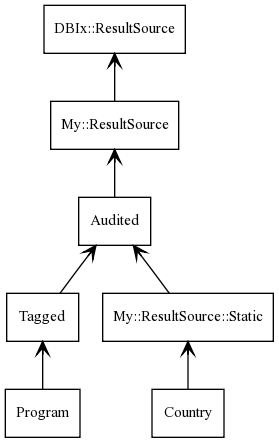 DBIx::ResultSource
My::ResultSource
Audited
Tagged
My::ResultSource::Static
Program
Country